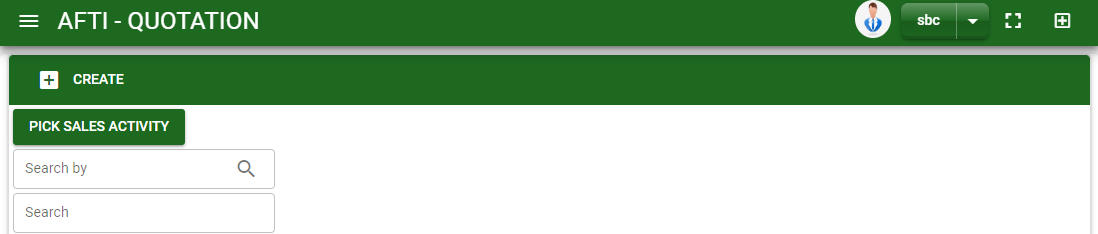 AFTI - QUOTATION
sbc
CREATE
PICK SALES ACTIVITY
Search by
Search